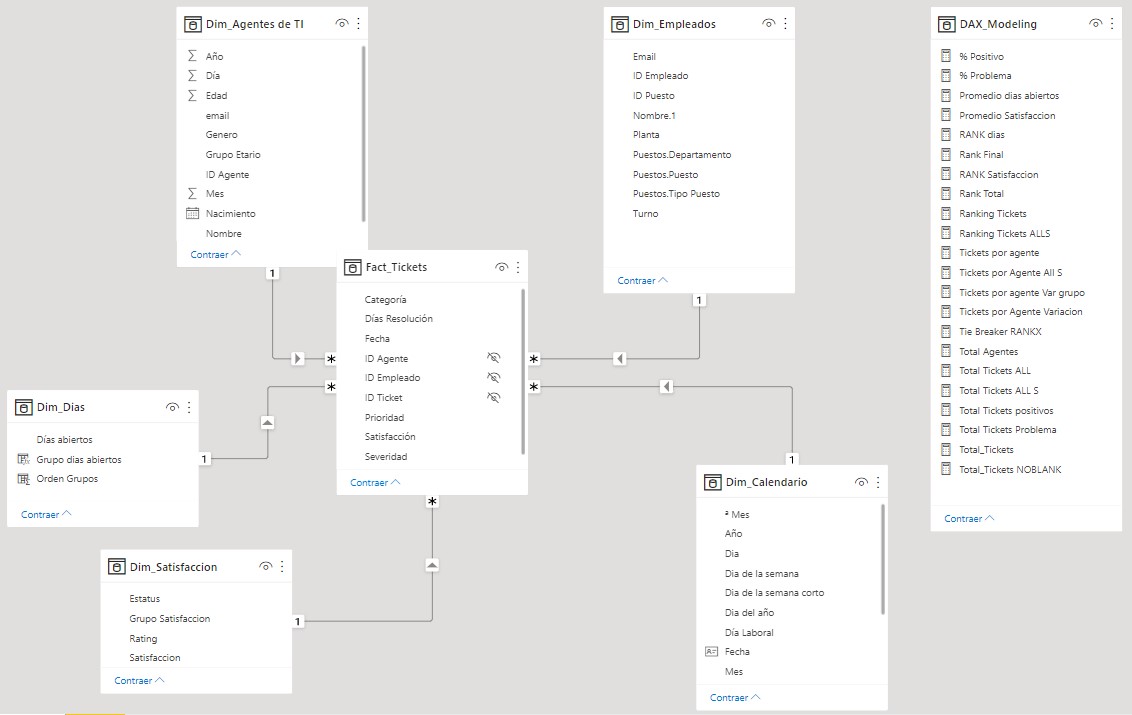 Dim_Agentes de TI
Año
Día
Edad
email
Genero
Grupo Etario
ID Agente
Mes
Nacimiento
Nombre
Contraer
Dim_Empleados
Email
ID Empleado
ID Puesto
Nombre.1
Planta
Puestos.Departamento
Puestos.Puesto
Puestos.Tipo Puesto
Turno
Contraer
DAX_Modeling
% Positivo
% Problema
Promedio dias abiertos
Promedio Satisfaccion
RANK dias
Rank Final
RANK Satisfaccion
Rank Total
Ranking Tickets
Ranking Tickets ALLS
Tickets por agente
Tickets por Agente All S
Tickets por agente Var grupo
Tickets por Agente Variacion
Tie Breaker RANKX
Total Agentes
Total Tickets ALL
Total Tickets ALL S
Total Tickets positivos
Total Tickets Problema
Total_Tickets
Total_Tickets NOBLANK
Contraer
Fact_Tickets
Categoría
Días Resolución
Fecha
ID Agente
ID Empleado
ID Ticket
Prioridad
Satisfacción
Severidad
Contraer
1
*
*
1
*
*
Dim_Dias
Días abiertos
Grupo dias abiertos
Orden Grupos
Contraer
1
1
*
Dim_Satisfaccion
Estatus
Grupo Satisfaccion
Rating
Satisfaccion
Contraer
1
Dim_Calendario
ª Mes
Año
Dia
Dia de la semana
Dia de la semana corto
Dia del año
Día Laboral
Fecha
Mes
Contraer